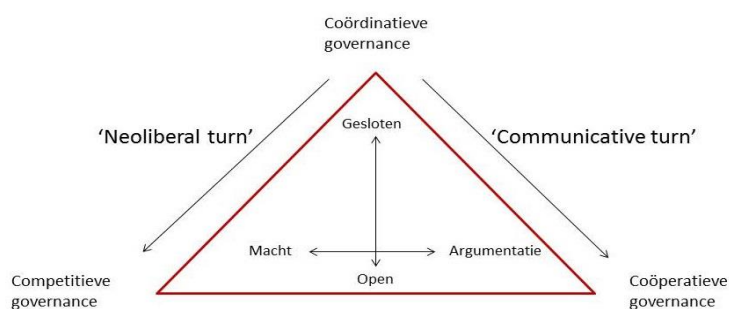 Coördinatieve
governance
Gesloten
'Neoliberal turn'
'Communicative turn'
Macht
Argumentatie
Open
Competitieve
governance
Coöperatieve
governance